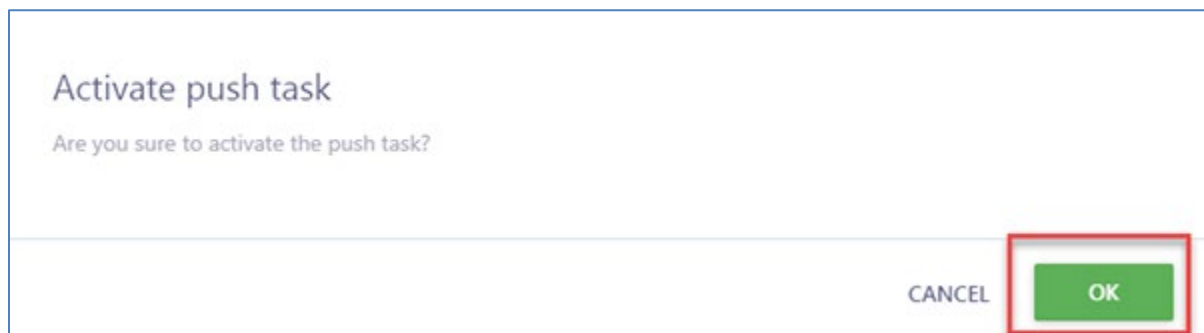 Activate push task
Are you sure to activate the push task?
CANCEL OK